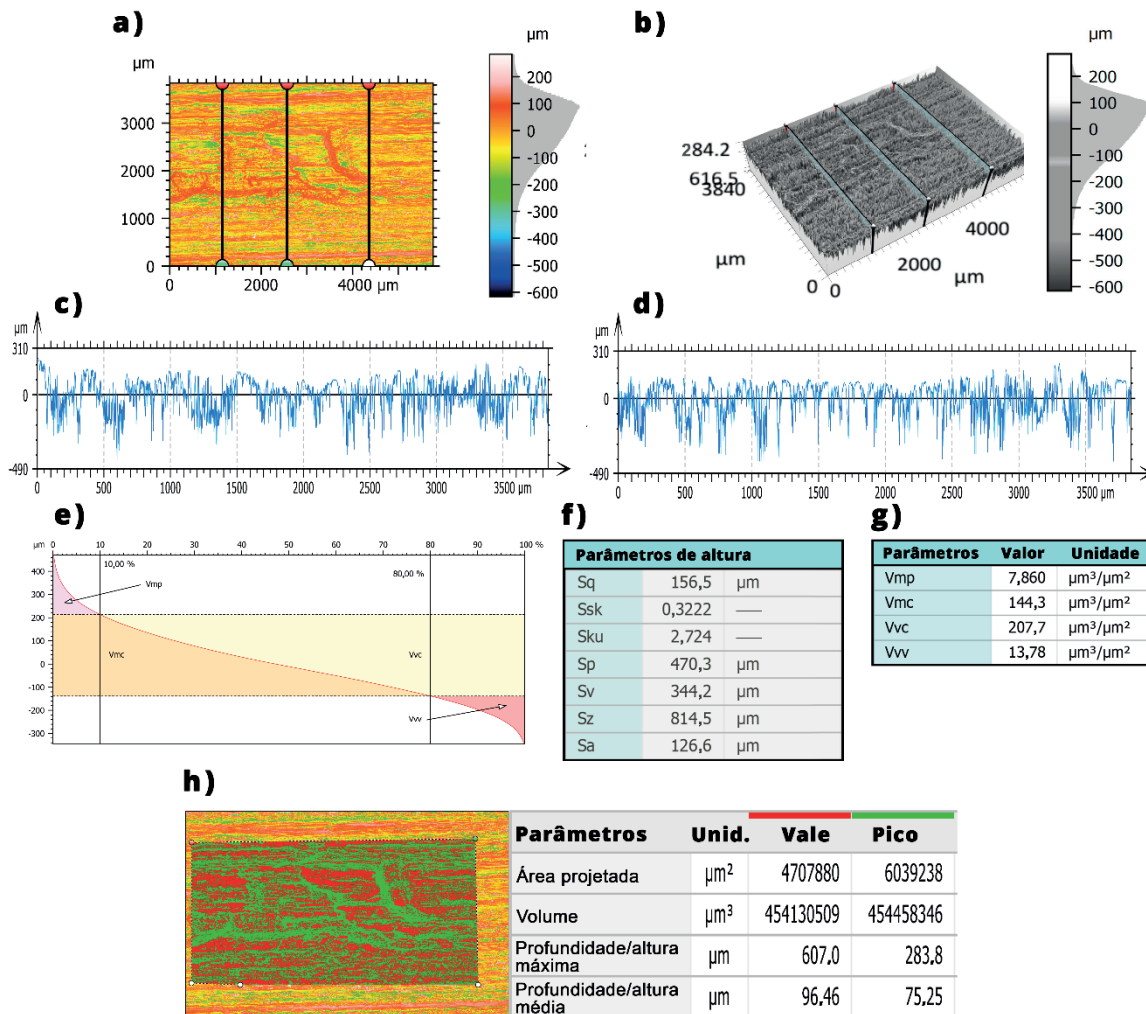 a)
b)
µm
µm
µm
3000
2000
1000
0
0
2000
4000
µm
200
100
0
-100
-200
-300
-400
-500
-600
284.2
616.5
3840
µm
0
0
2000
4000
µm
200
100
0
-100
-200
-300
-400
-500
-600
c)
d)
µm
310
0
-490
0 500 1000 1500 2000 2500 3000 3500 µm
µm
310
0
-490
0 500 1000 1500 2000 2500 3000 3500 µm
e)
f)
g)
µm
0 10 20 30 40 50 60 70 80 90 100 %
10,00 %
80,00 %
400
300
200
100
0
-100
-200
-300
Vmp
Vmc
Vvc
Vvv
Parâmetros de altura
Sq 156,5 µm
Ssk 0,3222 —
Sku 2,724 —
Sp 470,3 µm
Sv 344,2 µm
Sz 814,5 µm
Sa 126,6 µm
Parâmetros Valor Unidade
Vmp 7,860 µm³/µm²
Vmc 144,3 µm³/µm²
Vvc 207,7 µm³/µm²
Vvv 13,78 µm³/µm²
h)
Parâmetros Unid. Vale Pico
Área projetada µm² 4707880 6039238
Volume µm³ 454130509 454458346
Profundidade/altura
máxima µm 607,0 283,8
Profundidade/altura
média µm 96,46 75,25